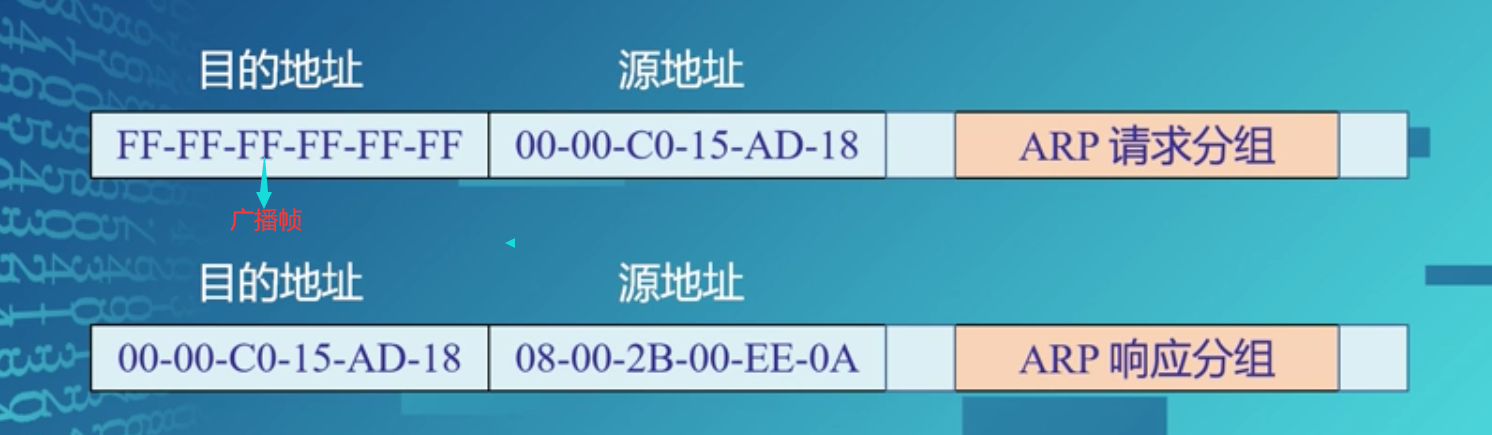 目的地址 源地址
FF-FF-FF-FF-FF-FF 00-00-C0-15-AD-18 ARP 请求分组
广播帧
目的地址 源地址
00-00-C0-15-AD-18 08-00-2B-00-EE-0A ARP 响应分组